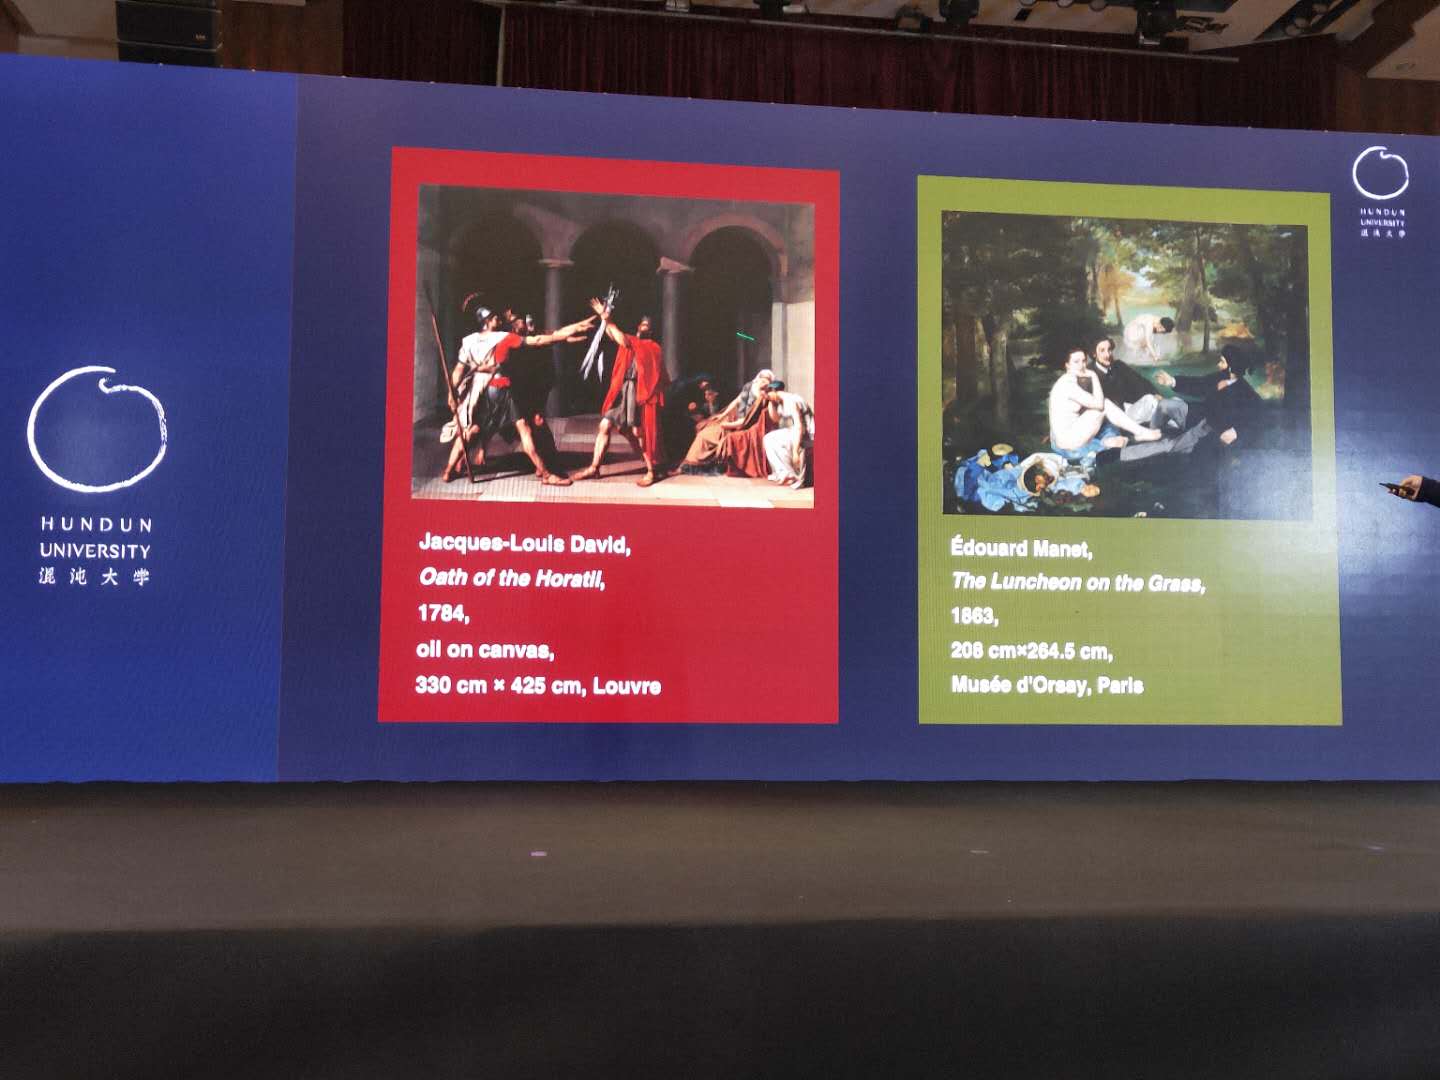 HUNDUN
UNIVERSITY
混沌大学
Jacques-Louis David,
Oath of the Horatii,
1784,
oil on canvas,
330 cm × 425 cm, Louvre
Édouard Manet,
The Luncheon on the Grass,
1863,
208 cm×264.5 cm,
Musée d'Orsay, Paris
HUNDUN
UNIVERSITY
混沌大学